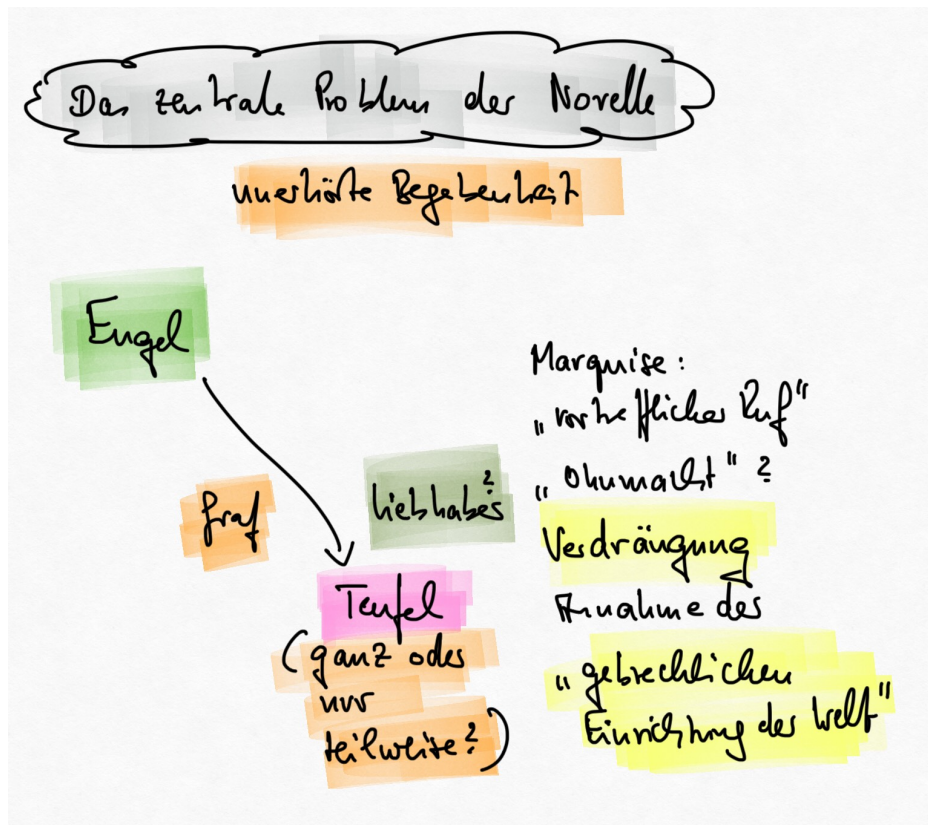 Das zentrale Problem der Novelle
unerhörte Begebenheit
Engel
Graf
Liebhaber?
Teufel
(ganz oder
nur
teilweise?)
Marquise:
„vortrefflicher Ruf"
„Ohnmacht" ?
Verdrängung
Annahme der
„gebrechlichen
Einrichtung der Welt"